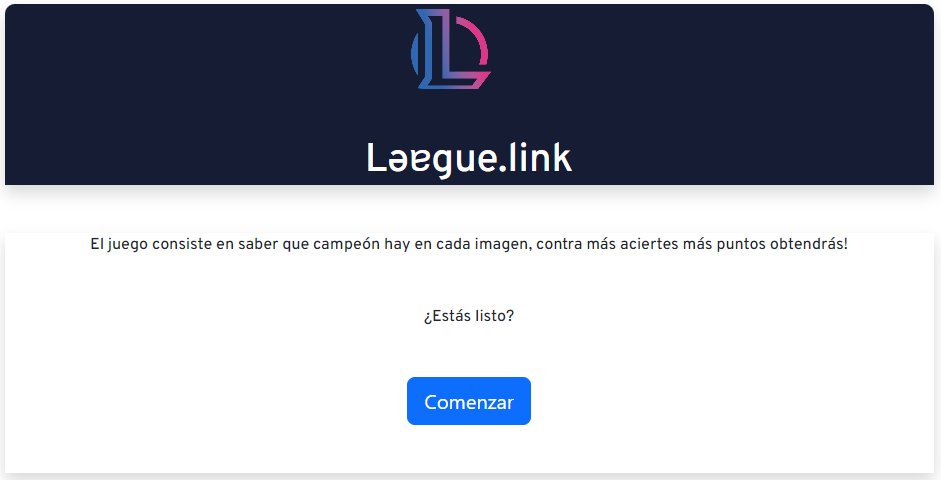 Lǝɐgue.link
El juego consiste en saber que campeón hay en cada imagen, contra más aciertes más puntos obtendrás!
¿Estás listo?
Comenzar